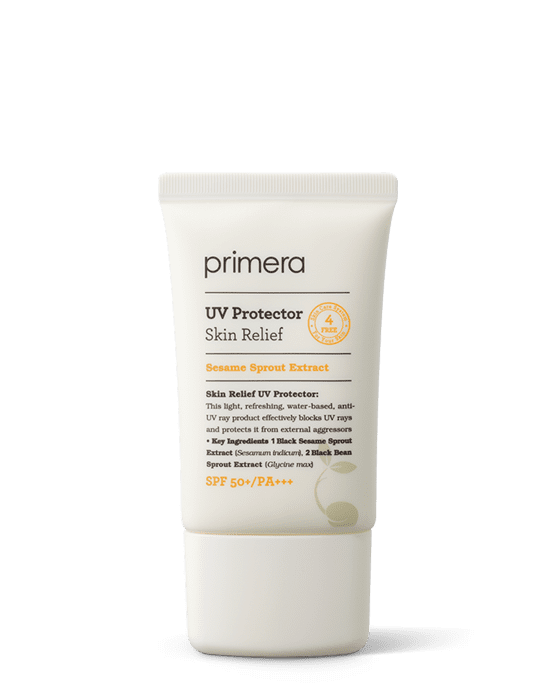 primera
UV Protector
Skin Relief
4
FREE
Sesame Sprout Extract
Skin Relief UV Protector:
This light, refreshing, water-based, anti-
UV ray product effectively blocks UV rays
and protects it from external aggressors
• Key Ingredients 1 Black Sesame Sprout
Extract (Sesamum indicum), 2 Black Bean
Sprout Extract (Glycine max)
SPF 50+/PA+++